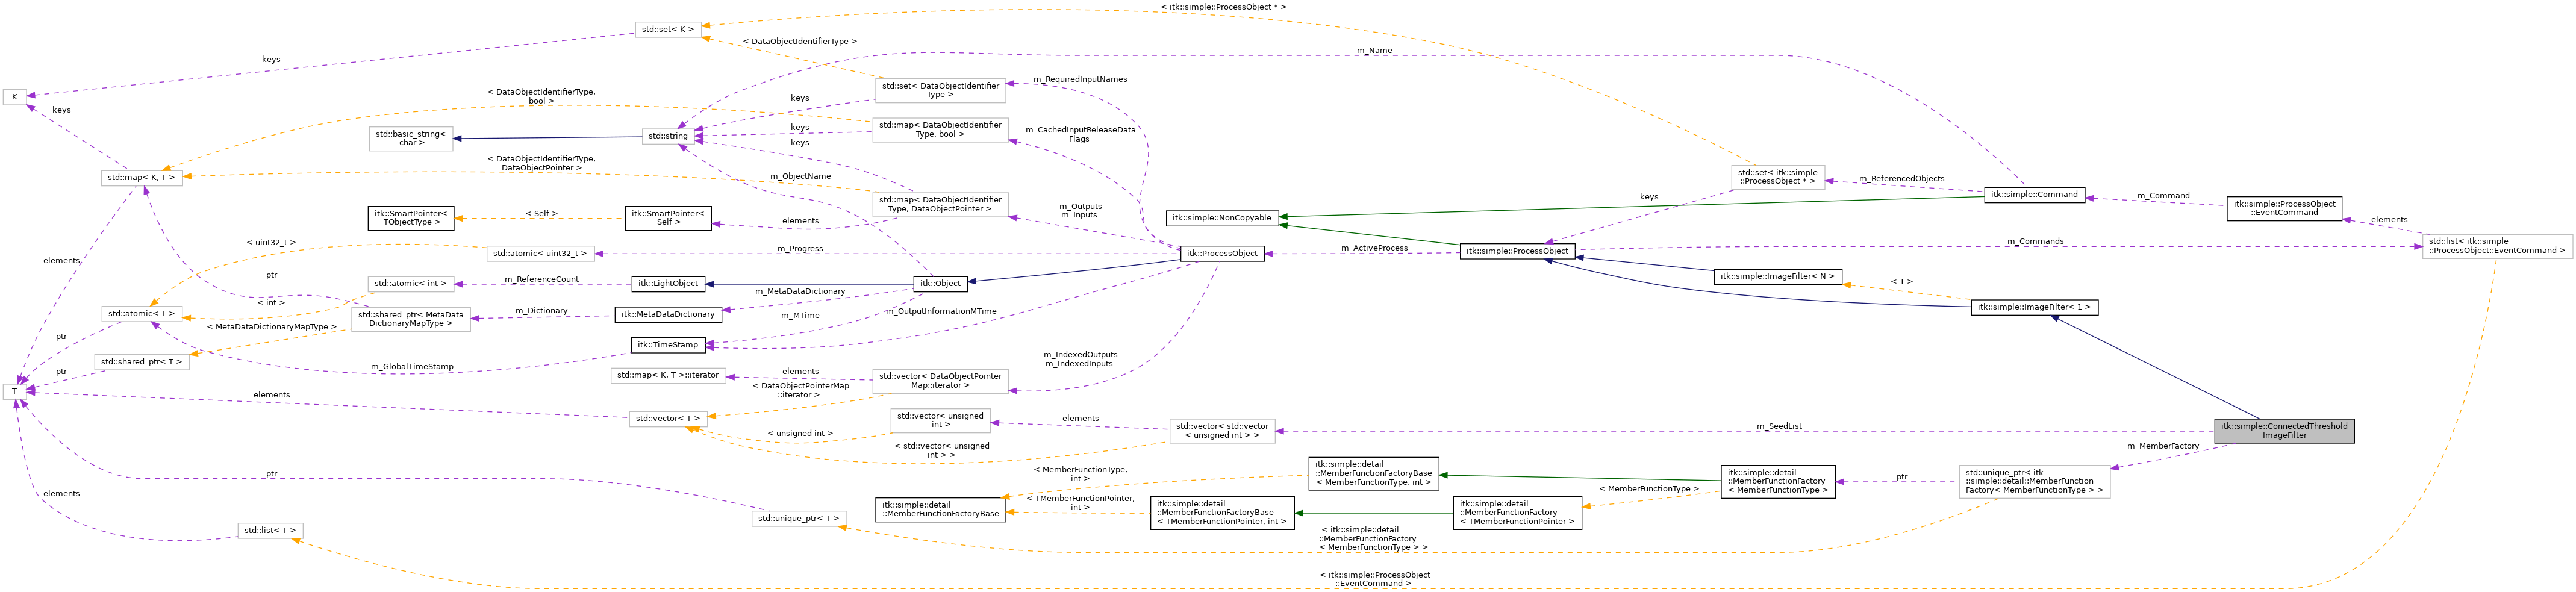 < itk::simple::ProcessObject * >
std::set< K >
< DataObjectIdentifierType >
m_Name
keys
m_RequiredInputNames
std::set< DataObjectIdentifier
Type >
K
keys
< DataObjectIdentifierType,
bool >
keys
keys
std::map< DataObjectIdentifier
Type, bool >
m_CachedInputReleaseData
Flags
std::basic_string<
char >
std::string
keys
< DataObjectIdentifierType,
DataObjectPointer >
std::map< K, T >
m_ObjectName
std::set< itk::simple
::ProcessObject * >
m_ReferencedObjects
itk::simple::Command
m_Command
itk::simple::ProcessObject
::EventCommand
keys
std::map< DataObjectIdentifier
Type, DataObjectPointer >
m_Outputs
m_Inputs
itk::SmartPointer<
TObjectType >
< Self >
itk::SmartPointer<
Self >
elements
itk::simple::NonCopyable
elements
< uint32_t >
std::atomic< uint32_t >
m_Progress
itk::ProcessObject
m_ActiveProcess
itk::simple::ProcessObject
m_Commands
std::list< itk::simple
::ProcessObject::EventCommand >
elements
ptr
std::atomic< int >
m_ReferenceCount
itk::LightObject
itk::Object
itk::simple::ImageFilter< N >
< 1 >
m_MetaDataDictionary
< int >
itk::simple::ImageFilter< 1 >
std::atomic< T >
std::shared_ptr< MetaData
DictionaryMapType >
m_Dictionary
itk::MetaDataDictionary
m_MTime
m_OutputInformationMTime
< MetaDataDictionaryMapType >
ptr
itk::TimeStamp
std::shared_ptr< T >
m_GlobalTimeStamp
m_IndexedOutputs
m_IndexedInputs
ptr
std::map< K, T >::iterator
elements
std::vector< DataObjectPointer
Map::iterator >
T
elements
< DataObjectPointerMap
::iterator >
std::vector< T >
std::vector< unsigned
int >
elements
std::vector< std::vector
< unsigned int > >
m_SeedList
itk::simple::ConnectedThreshold
ImageFilter
< unsigned int >
< std::vector< unsigned
int > >
m_MemberFactory
ptr
< MemberFunctionType,
int >
itk::simple::detail
::MemberFunctionFactoryBase
< MemberFunctionType, int >
itk::simple::detail
::MemberFunctionFactory
< MemberFunctionType >
ptr
std::unique_ptr< itk
::simple::detail::MemberFunction
Factory< MemberFunctionType > >
elements
itk::simple::detail
::MemberFunctionFactoryBase
< TMemberFunctionPointer,
int >
itk::simple::detail
::MemberFunctionFactoryBase
< TMemberFunctionPointer, int >
itk::simple::detail
::MemberFunctionFactory
< TMemberFunctionPointer >
< MemberFunctionType >
std::unique_ptr< T >
std::list< T >
< itk::simple::detail
::MemberFunctionFactory
< MemberFunctionType > >
< itk::simple::ProcessObject
::EventCommand >